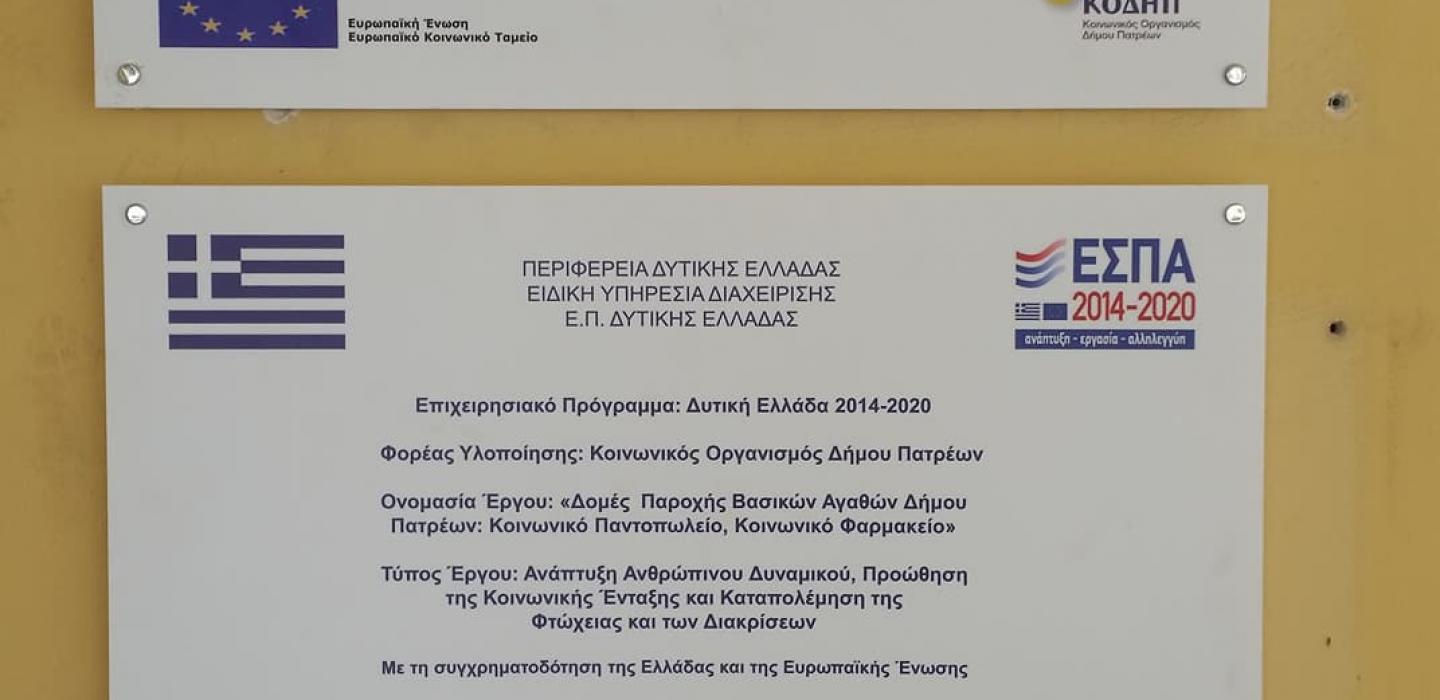 Ευρωπαϊκή Ένωση
Ευρωπαϊκό Κοινωνικό Ταμείο
ΚΟΔΗΠ
Κοινωνικός Οργανισμός
Δήμου Πατρέων
ΠΕΡΙΦΕΡΕΙΑ ΔΥΤΙΚΗΣ ΕΛΛΑΔΑΣ
ΕΙΔΙΚΗ ΥΠΗΡΕΣΙΑ ΔΙΑΧΕΙΡΙΣΗΣ
Ε.Π. ΔΥΤΙΚΗΣ ΕΛΛΑΔΑΣ
ΕΣΠΑ
2014-2020
ανάπτυξη - εργασία - αλληλεγγύη
Επιχειρησιακό Πρόγραμμα: Δυτική Ελλάδα 2014-2020
Φορέας Υλοποίησης: Κοινωνικός Οργανισμός Δήμου Πατρέων
Ονομασία Έργου: «Δομές Παροχής Βασικών Αγαθών Δήμου
Πατρέων: Κοινωνικό Παντοπωλείο, Κοινωνικό Φαρμακείο»
Τύπος Έργου: Ανάπτυξη Ανθρώπινου Δυναμικού, Προώθηση
της Κοινωνικής Ένταξης και Καταπολέμηση της
Φτώχειας και των Διακρίσεων
Με τη συγχρηματοδότηση της Ελλάδας και της Ευρωπαϊκής Ένωσης